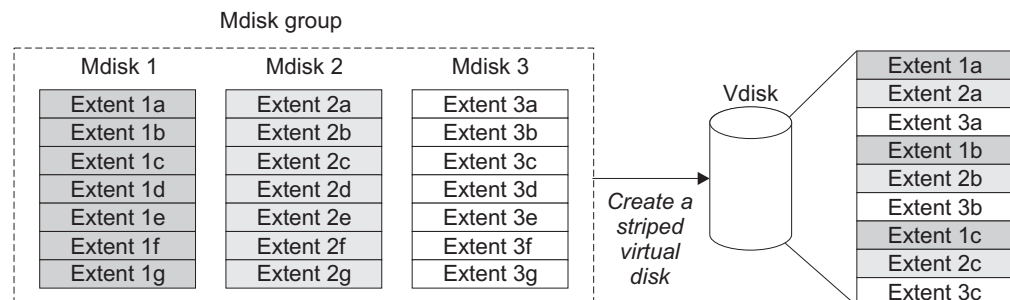 Mdisk group
Mdisk 1
Mdisk 2
Mdisk 3
Extent 1a
Extent 1b
Extent 1c
Extent 1d
Extent 1e
Extent 1f
Extent 1g
Extent 2a
Extent 2b
Extent 2c
Extent 2d
Extent 2e
Extent 2f
Extent 2g
Extent 3a
Extent 3b
Extent 3c
Extent 3d
Extent 3e
Extent 3f
Extent 3g
Create a
striped
virtual
disk
Vdisk
Extent 1a
Extent 2a
Extent 3a
Extent 1b
Extent 2b
Extent 3b
Extent 1c
Extent 2c
Extent 3c